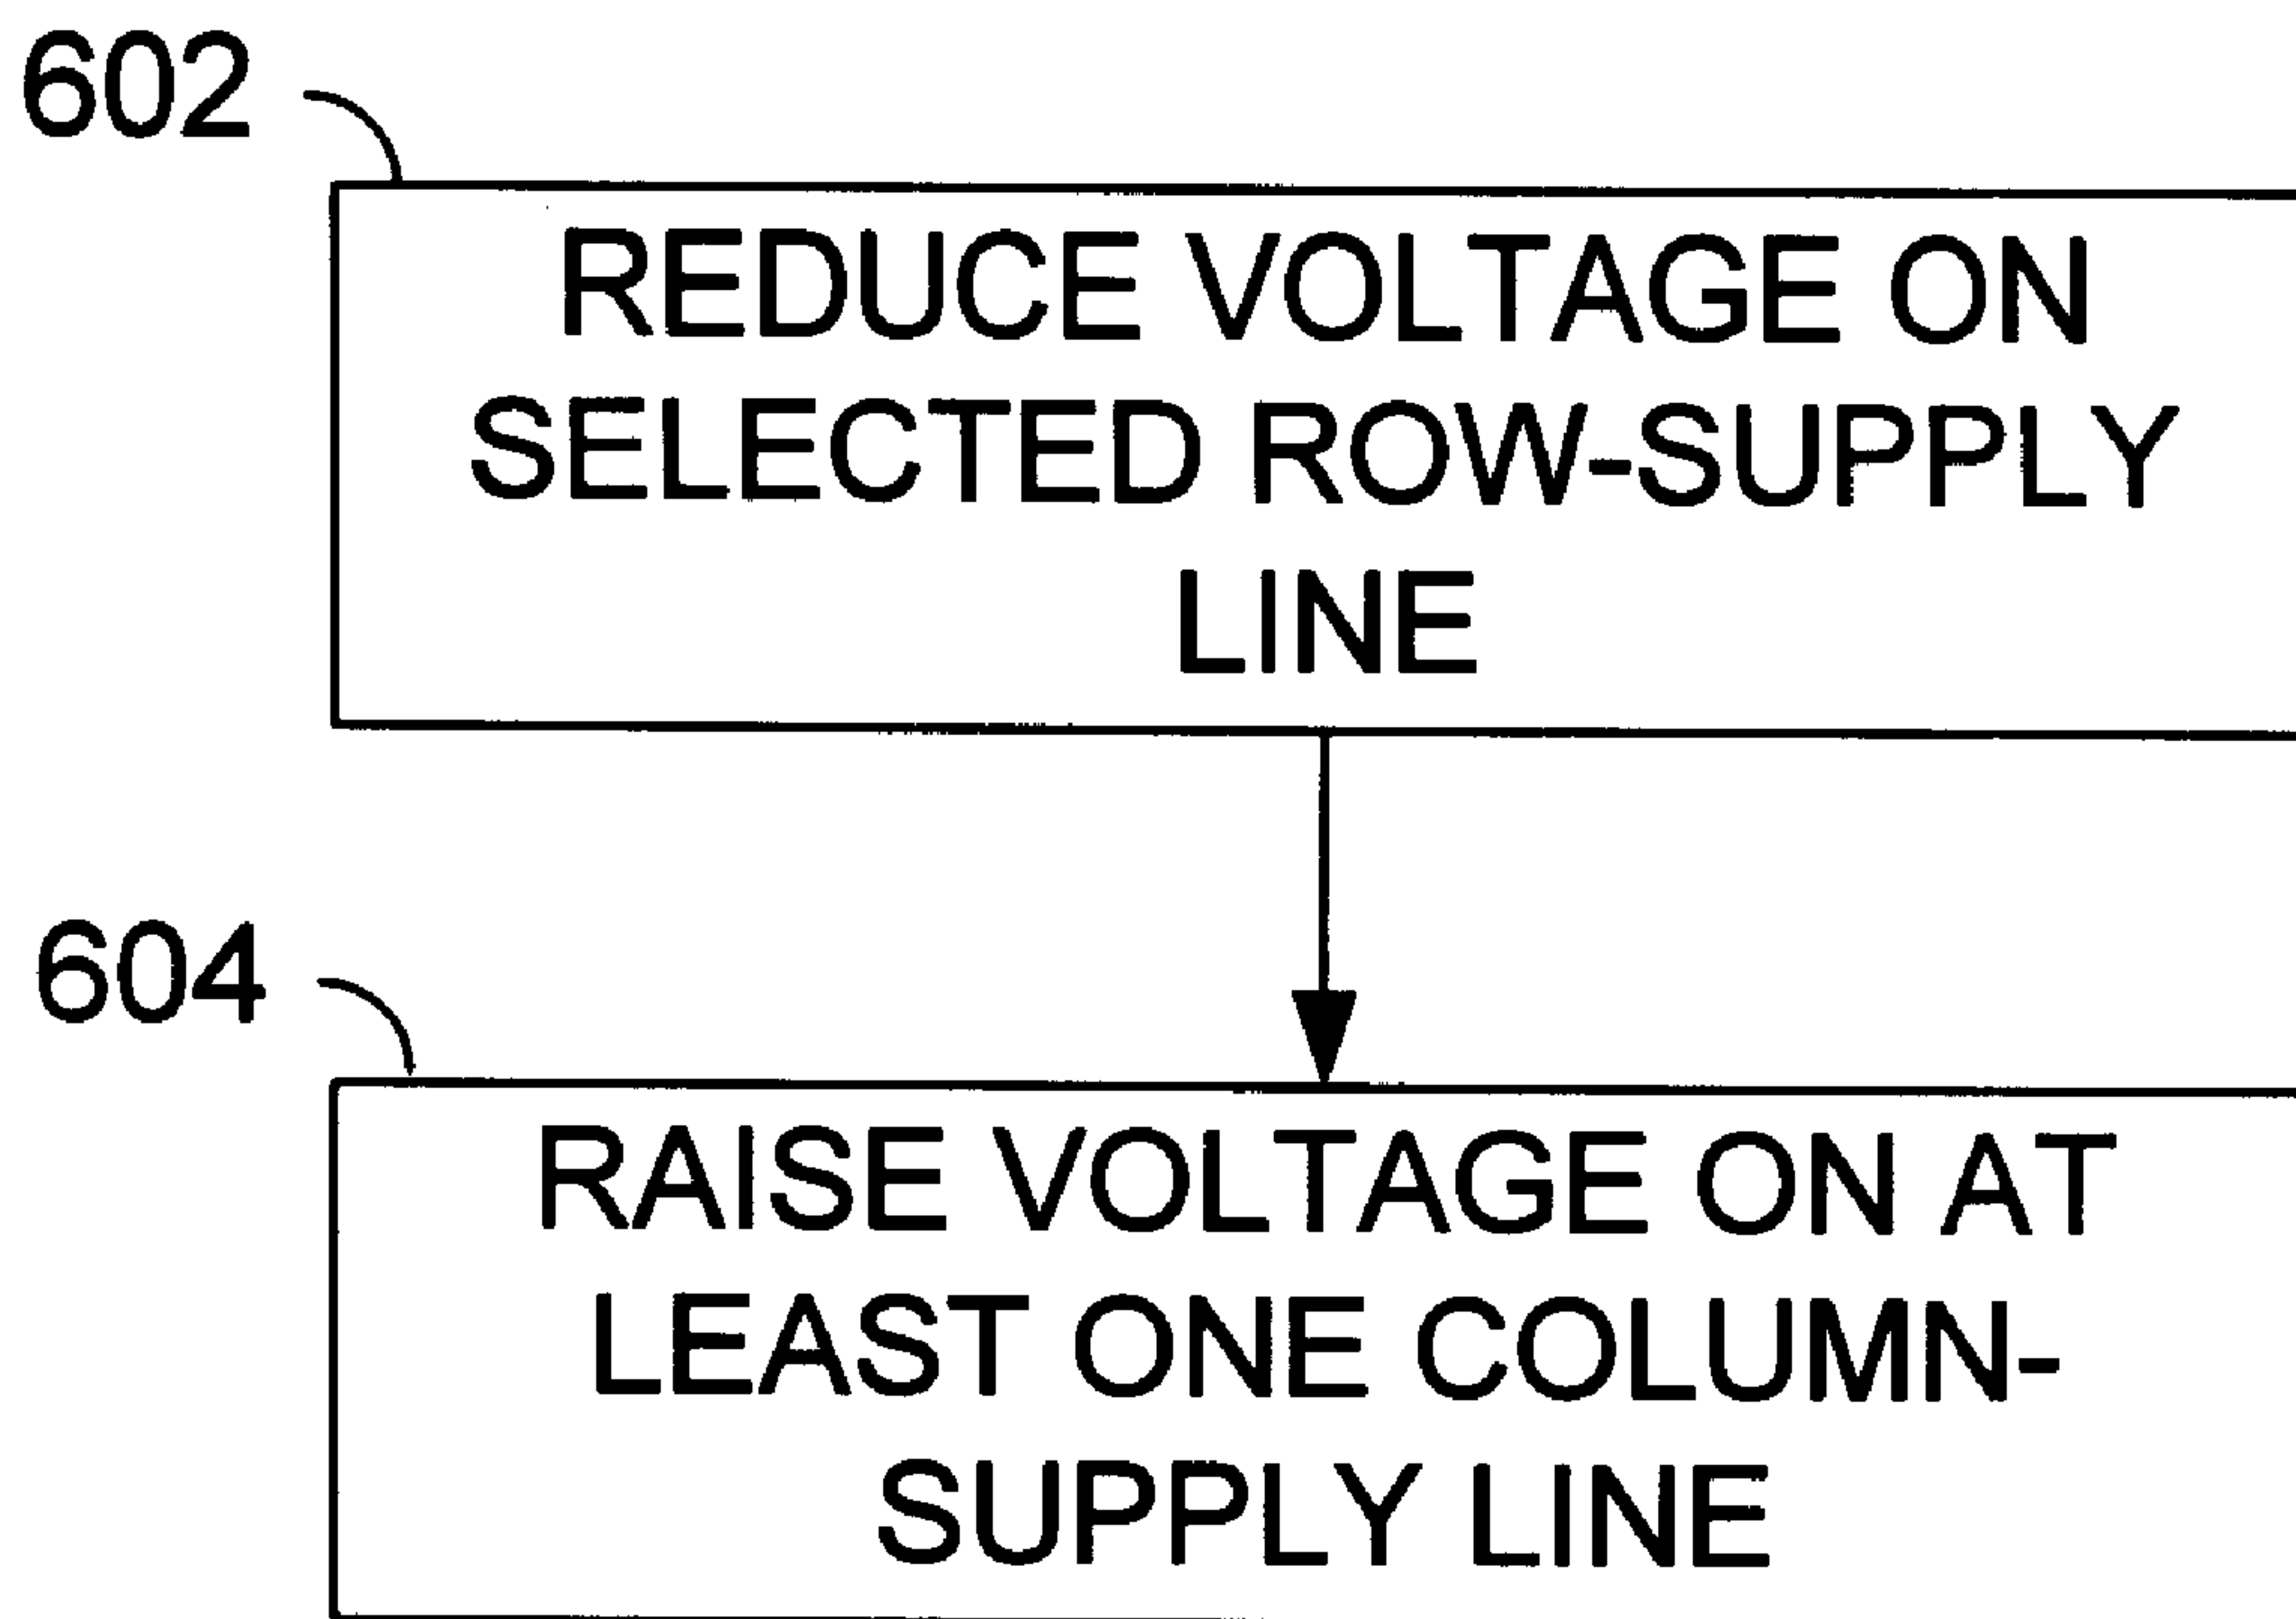 602
REDUCE VOLTAGE ON
SELECTED ROW-SUPPLY
LINE
604
RAISE VOLTAGE ON AT
LEAST ONE COLUMN-
SUPPLY LINE